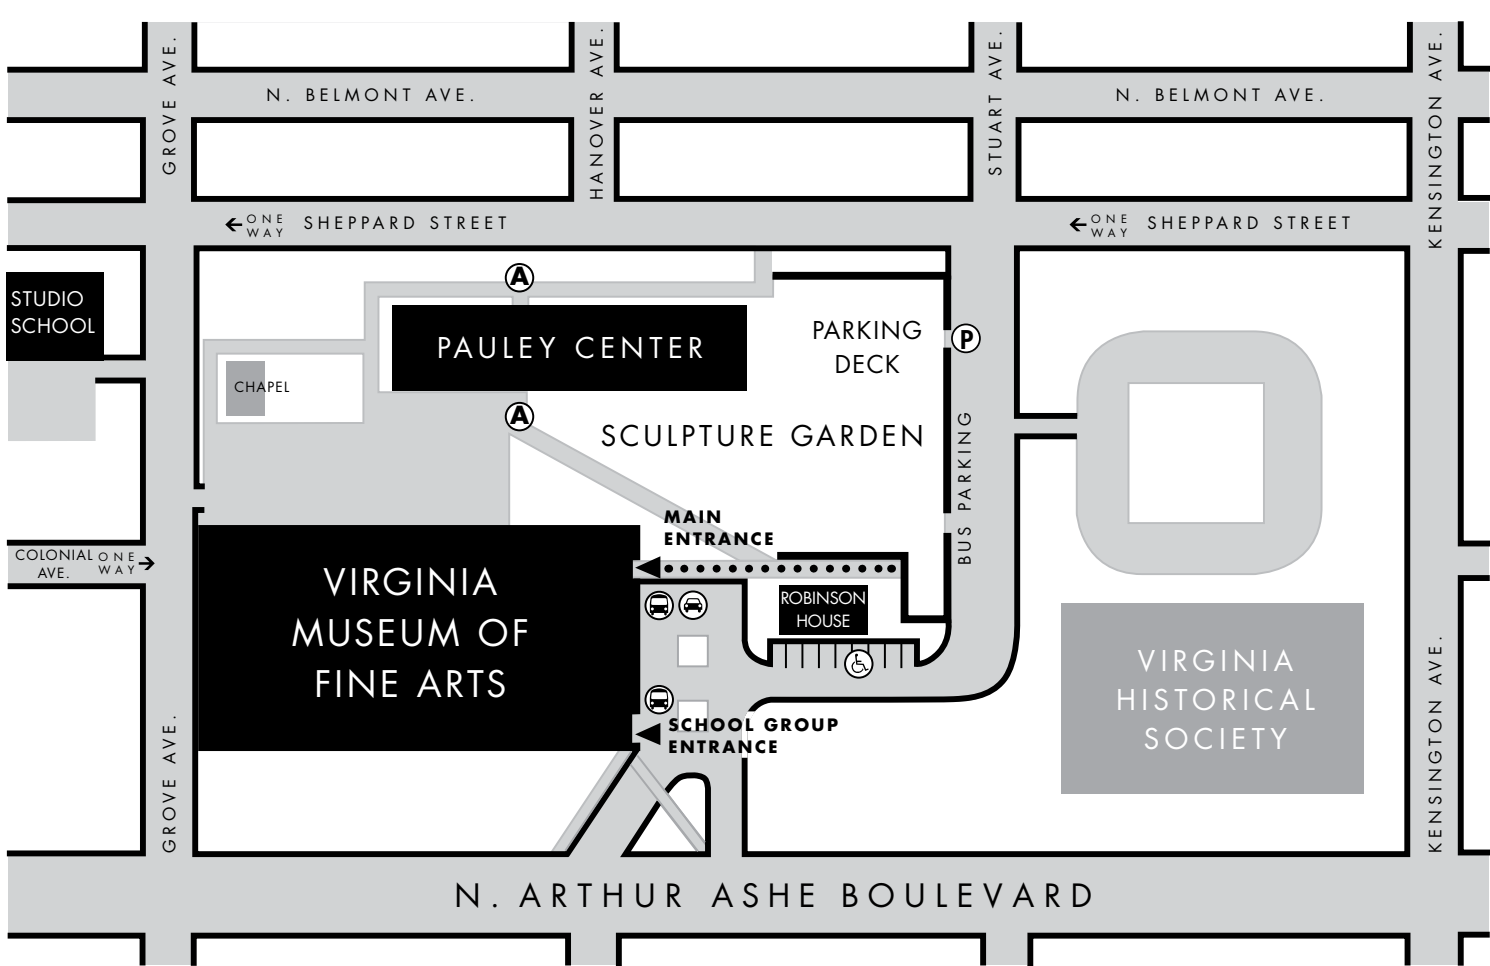 GROVE AVE.
N. BELMONT AVE.
HANOVER AVE.
STUART AVE.
N. BELMONT AVE.
KENSINGTON AVE.
← ONE WAY SHEPPARD STREET
← ONE WAY SHEPPARD STREET
STUDIO
SCHOOL
A
PAULEY CENTER
PARKING
DECK
P
CHAPEL
A
SCULPTURE GARDEN
BUS PARKING
MAIN
ENTRANCE
COLONIAL
AVE.
ONE
WAY →
VIRGINIA
MUSEUM OF
FINE ARTS
ROBINSON
HOUSE
VIRGINIA
HISTORICAL
SOCIETY
SCHOOL GROUP
ENTRANCE
GROVE AVE.
KENSINGTON AVE.
N. ARTHUR ASHE BOULEVARD